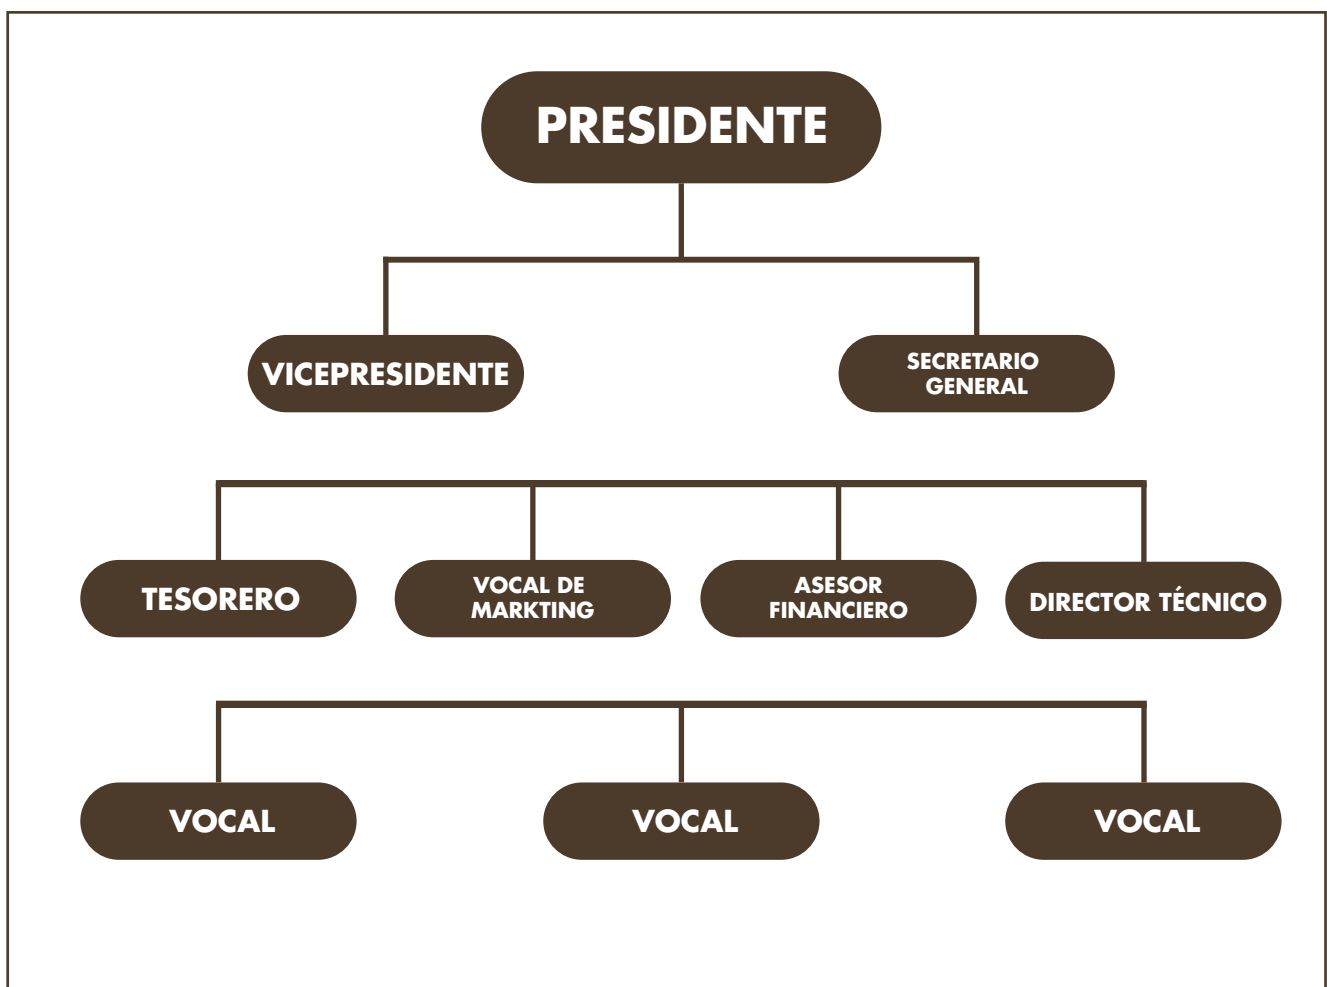 PRESIDENTE
VICEPRESIDENTE
SECRETARIO
GENERAL
TESORERO
VOCAL DE
MARKTING
ASESOR
FINANCIERO
DIRECTOR TÉCNICO
VOCAL
VOCAL
VOCAL